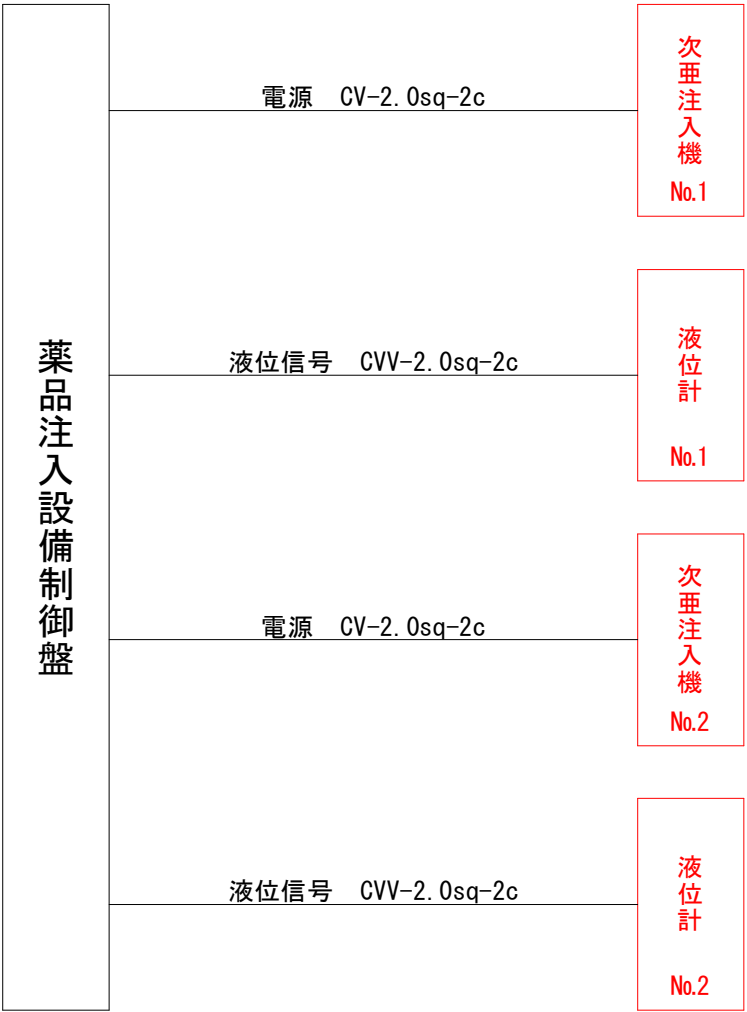 薬品注入設備制御盤
電源 CV-2.0sq-2c
次亜注入機
No.1
液位信号 CVV-2.0sq-2c
液位計
No.1
電源 CV-2.0sq-2c
次亜注入機
No.2
液位信号 CVV-2.0sq-2c
液位計
No.2